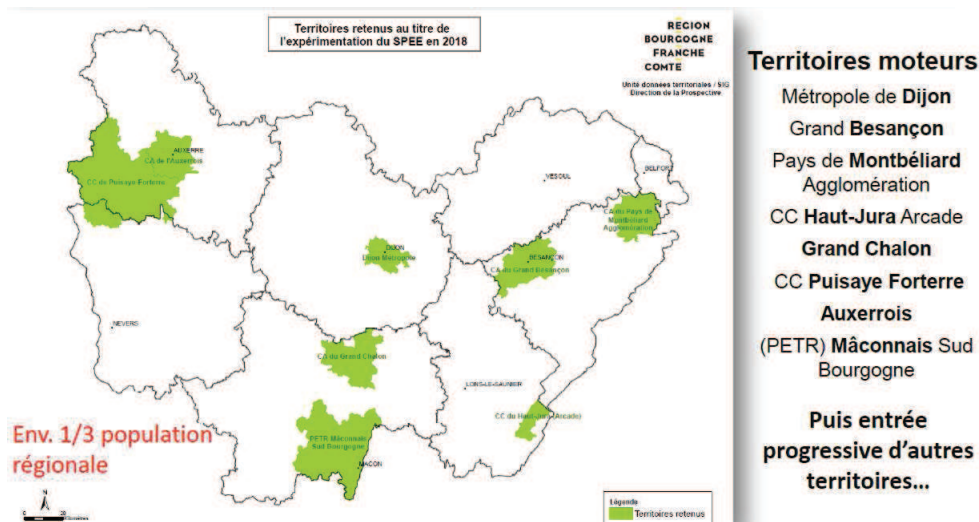 Territoires retenus au titre de
l'expérimentation du SPEE en 2018
REGION
BOURGOGNE
FRANCHE
COMTE
Unité données territoriales / SIG
Direction de la Prospective
AUXERRE
CA de l'Auxerrois
CC de Puisaye Forterre
VESOUL
BELFORT
CA du Pays de
Montbéliard
Agglomération
DIJON
Dijon Métropole
BESANÇON
CA du Grand Besançon
NEVERS
CA du Grand Chalon
LONS-LE-SAUNIER
CC du Haut-Jura (Arcade)
PETR Mâconnais
Sud Bourgogne
MACON
Env. 1/3 population
régionale
N
Légende
Territoires retenus
Territoires moteurs
Métropole de Dijon
Grand Besançon
Pays de Montbéliard
Agglomération
CC Haut-Jura Arcade
Grand Chalon
CC Puisaye Forterre
Auxerrois
(PETR) Mâconnais Sud
Bourgogne
Puis entrée
progressive d'autres
territoires...